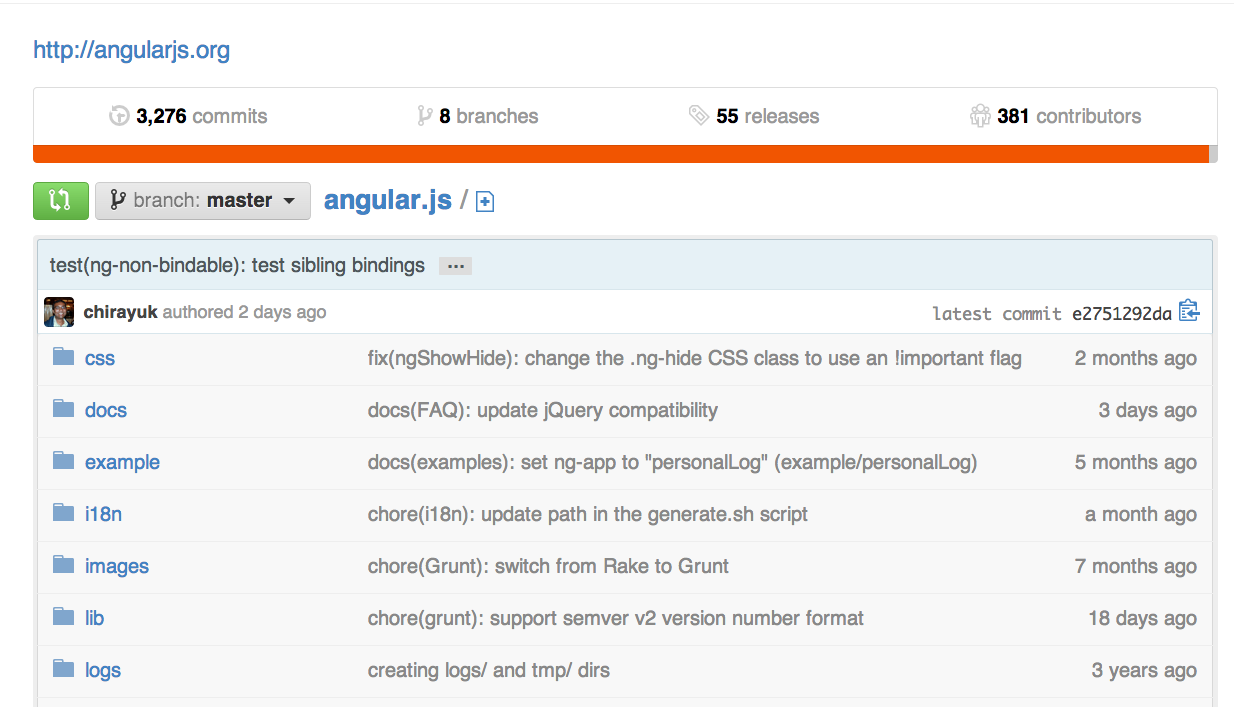 http://angularjs.org
3,276 commits 8 branches 55 releases 381 contributors
branch: master angular.js /
test(ng-non-bindable): test sibling bindings ...
chirayuk authored 2 days ago latest commit e2751292da
css fix(ngShowHide): change the .ng-hide CSS class to use an !important flag 2 months ago
docs docs(FAQ): update jQuery compatibility 3 days ago
example docs(examples): set ng-app to "personalLog" (example/personalLog) 5 months ago
i18n chore(i18n): update path in the generate.sh script a month ago
images chore(Grunt): switch from Rake to Grunt 7 months ago
lib chore(grunt): support semver v2 version number format 18 days ago
logs creating logs/ and tmp/ dirs 3 years ago